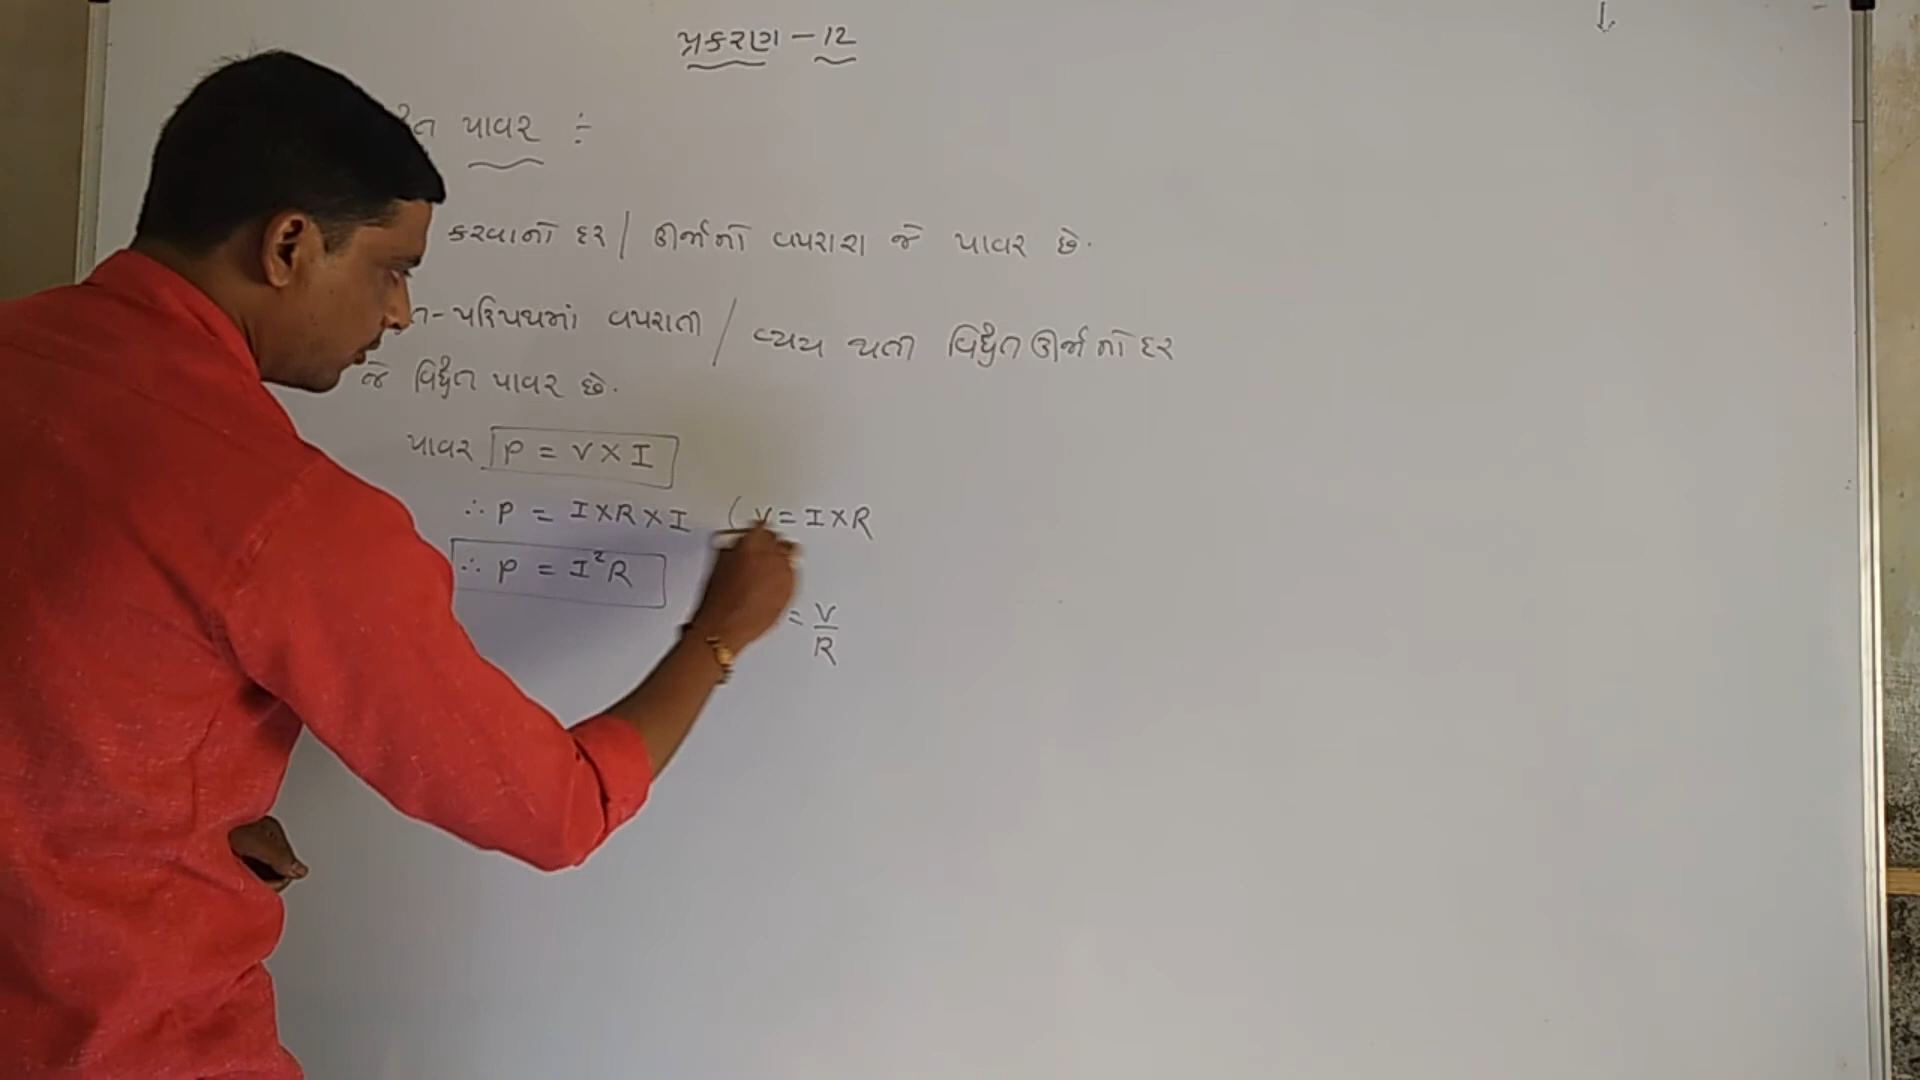 પ્રકરણ - 12
પાવર ÷
કરવાનો દર / ઊર્જાનો વપરાશ જે પાવર છે.
પરિપથમાં વપરાતી / વ્યય થતી વિદ્યુત ઊર્જાનો દર
જે વિદ્યુત પાવર છે.
પાવર P = V × I
∴ P = I × R × I (V = I × R
∴ P = I²R
= V/R